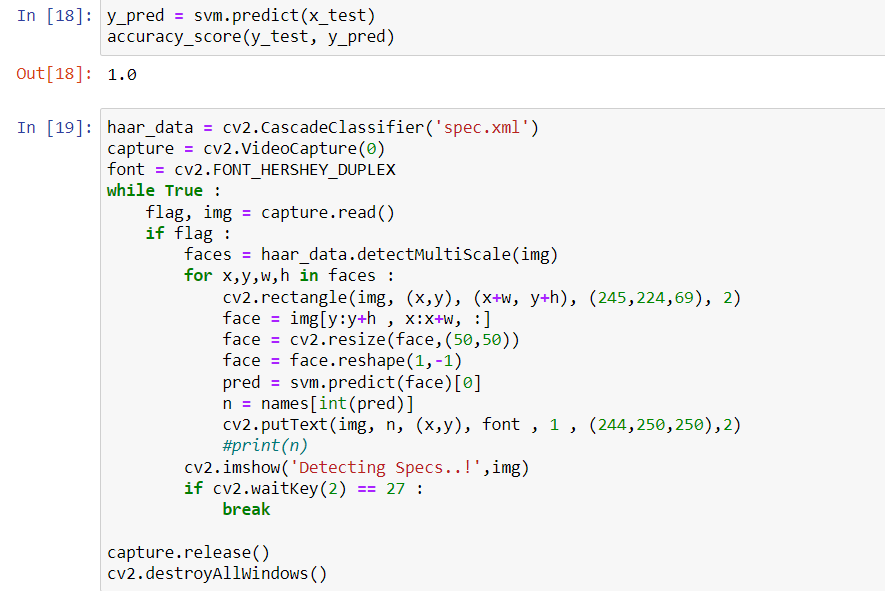 In [18]: y_pred = svm.predict(x_test)
accuracy_score(y_test, y_pred)
Out[18]: 1.0
In [19]: haar_data = cv2.CascadeClassifier('spec.xml')
capture = cv2.VideoCapture(0)
font = cv2.FONT_HERSHEY_DUPLEX
while True :
    flag, img = capture.read()
    if flag :
        faces = haar_data.detectMultiScale(img)
        for x,y,w,h in faces :
            cv2.rectangle(img, (x,y), (x+w, y+h), (245,224,69), 2)
            face = img[y:y+h , x:x+w, :]
            face = cv2.resize(face,(50,50))
            face = face.reshape(1,-1)
            pred = svm.predict(face)[0]
            n = names[int(pred)]
            cv2.putText(img, n, (x,y), font , 1 , (244,250,250),2)
            #print(n)
        cv2.imshow('Detecting Specs..!',img)
        if cv2.waitKey(2) == 27 :
            break
capture.release()
cv2.destroyAllWindows()